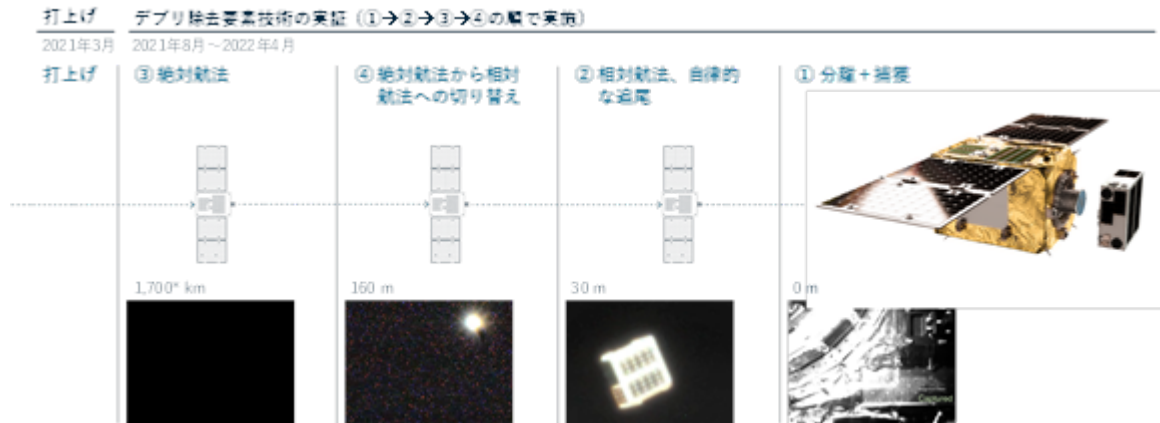 打上げ
デブリ除去要素技術の実証（①→②→③→④の順で実施）
2021年3月
2021年8月～2022年4月
打上げ
③ 絶対航法
④ 絶対航法から相対
航法への切り替え
② 相対航法、自律的
な追尾
① 分離＋捕獲
1,700* km
160 m
30 m
0 m
Captured